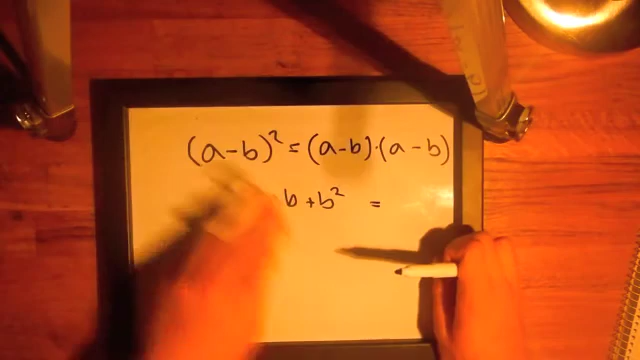 (a-b)² = (a-b)·(a-b)
b + b² =